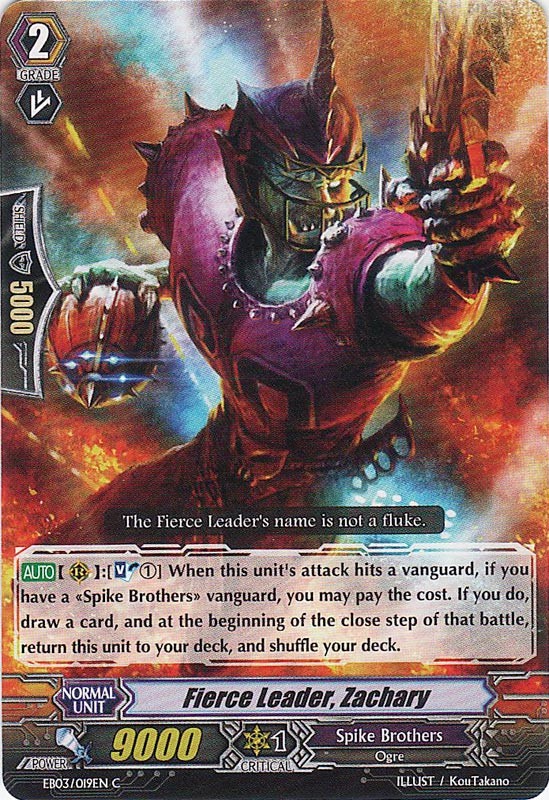 2
GRADE
SHIELD
5000
The Fierce Leader's name is not a fluke.
AUTO【 R 】:[V ①] When this unit's attack hits a vanguard, if you
have a «Spike Brothers» vanguard, you may pay the cost. If you do,
draw a card, and at the beginning of the close step of that battle,
return this unit to your deck, and shuffle your deck.
NORMAL
UNIT
Fierce Leader, Zachary
POWER
9000
1
CRITICAL
Spike Brothers
Ogre
EB03/019EN C
ILLUST / KouTakano